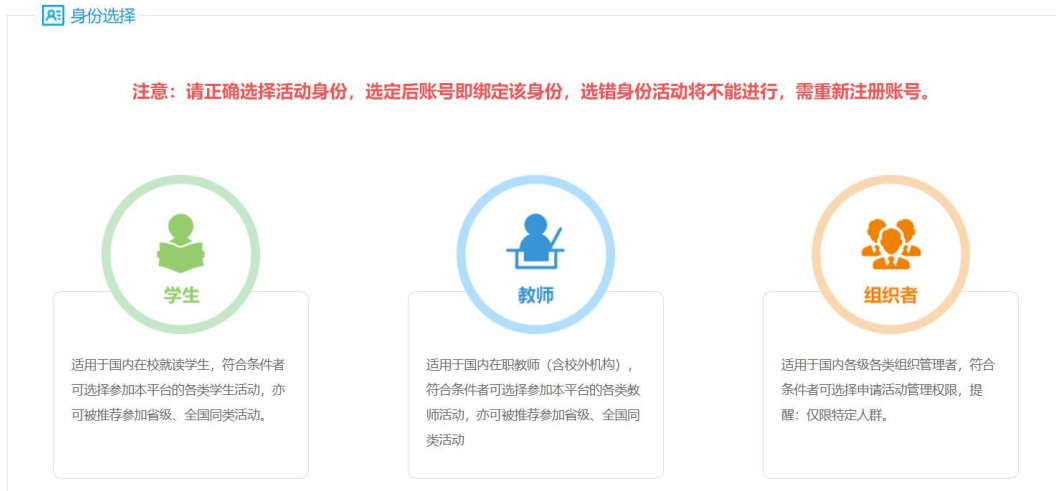 身份选择
注意：请正确选择活动身份，选定后账号即绑定该身份，选错身份活动将不能进行，需重新注册账号。
学生
适用于国内在校就读学生，符合条件者
可选择参加本平台的各类学生活动，亦
可被推荐参加省级、全国同类活动。
教师
适用于国内在职教师（含校外机构），
符合条件者可选择参加本平台的各类教
师活动，亦可被推荐参加省级、全国同
类活动
组织者
适用于国内各级各类组织管理者，符合
条件者可选择申请活动管理权限，提
醒：仅限特定人群。